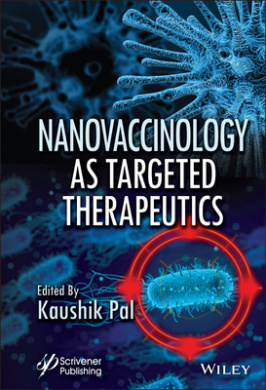 NANOVACCINOLOGY
AS TARGETED
THERAPEUTICS
Edited By
Kaushik Pal
Scrivener
Publishing
WILEY